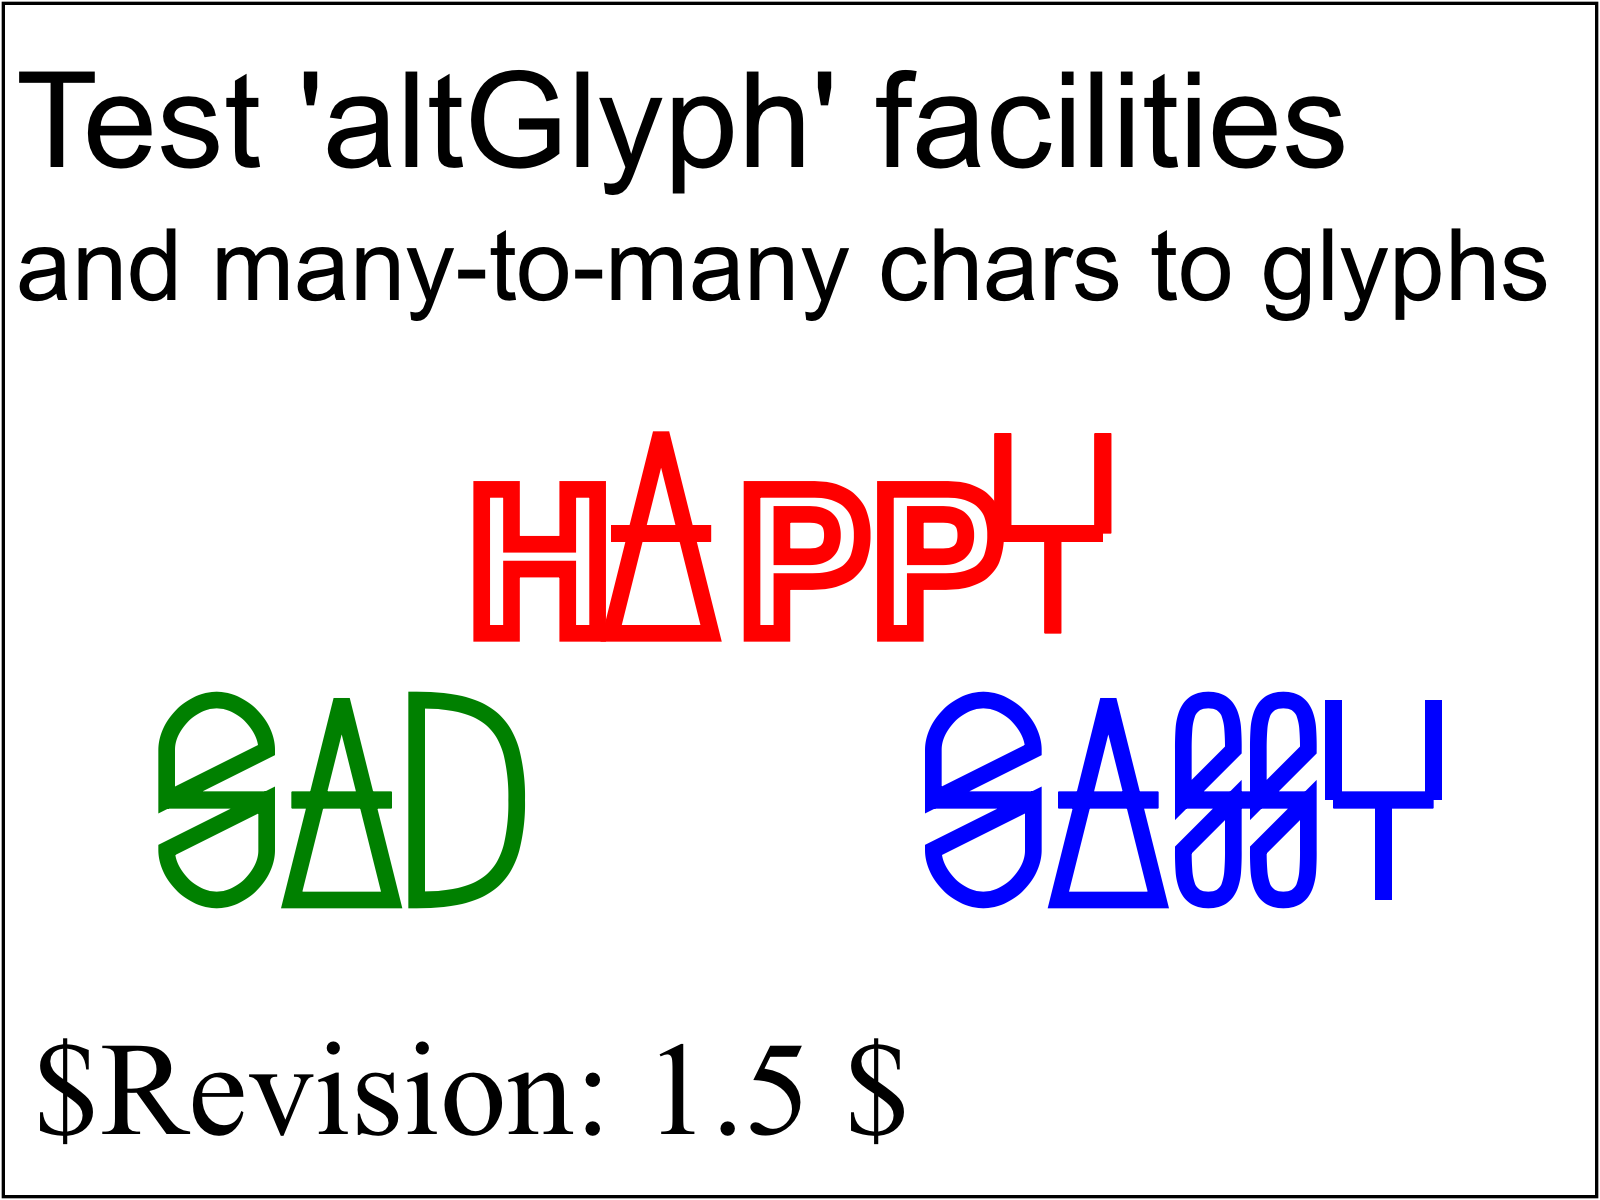 Test 'altGlyph' facilities
and many-to-many chars to glyphs
HAPPY
SAD SASSY
$Revision: 1.5 $